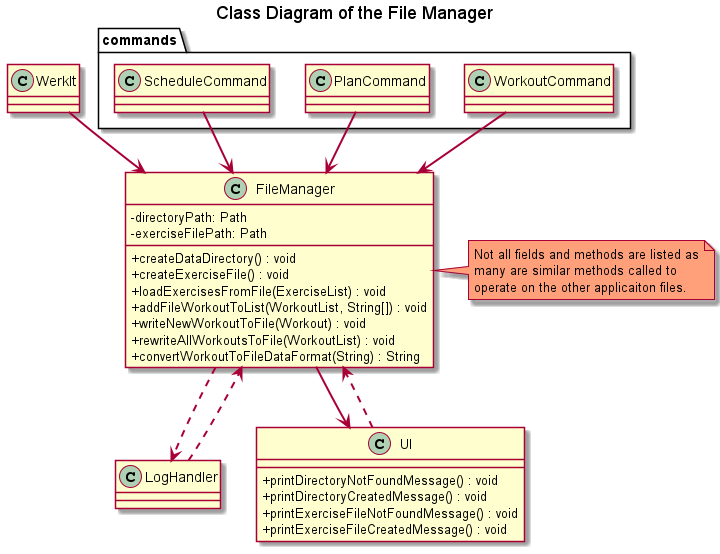 Class Diagram of the File Manager
commands
C WerkIt
C ScheduleCommand
C PlanCommand
C WorkoutCommand
C FileManager
-directoryPath: Path
-exerciseFilePath: Path
+createDataDirectory() : void
+createExerciseFile() : void
+loadExercisesFromFile(ExerciseList) : void
+addFileWorkoutToList(WorkoutList, String[]) : void
+writeNewWorkoutToFile(Workout) : void
+rewriteAllWorkoutsToFile(WorkoutList) : void
+convertWorkoutToFileDataFormat(String) : String
Not all fields and methods are listed as
many are similar methods called to
operate on the other applicaiton files.
C LogHandler
C UI
+printDirectoryNotFoundMessage() : void
+printDirectoryCreatedMessage() : void
+printExerciseFileNotFoundMessage() : void
+printExerciseFileCreatedMessage() : void